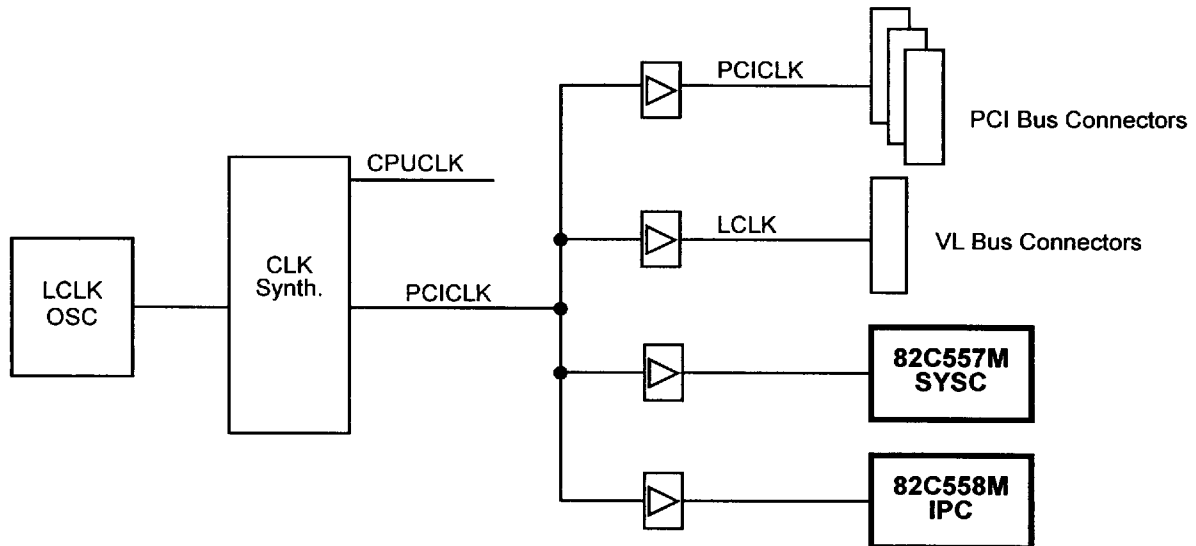 PCICLK
PCI Bus Connectors
CPUCLK
LCLK
VL Bus Connectors
LCLK
OSC
CLK
Synth.
PCICLK
82C557M
SYSC
82C558M
IPC